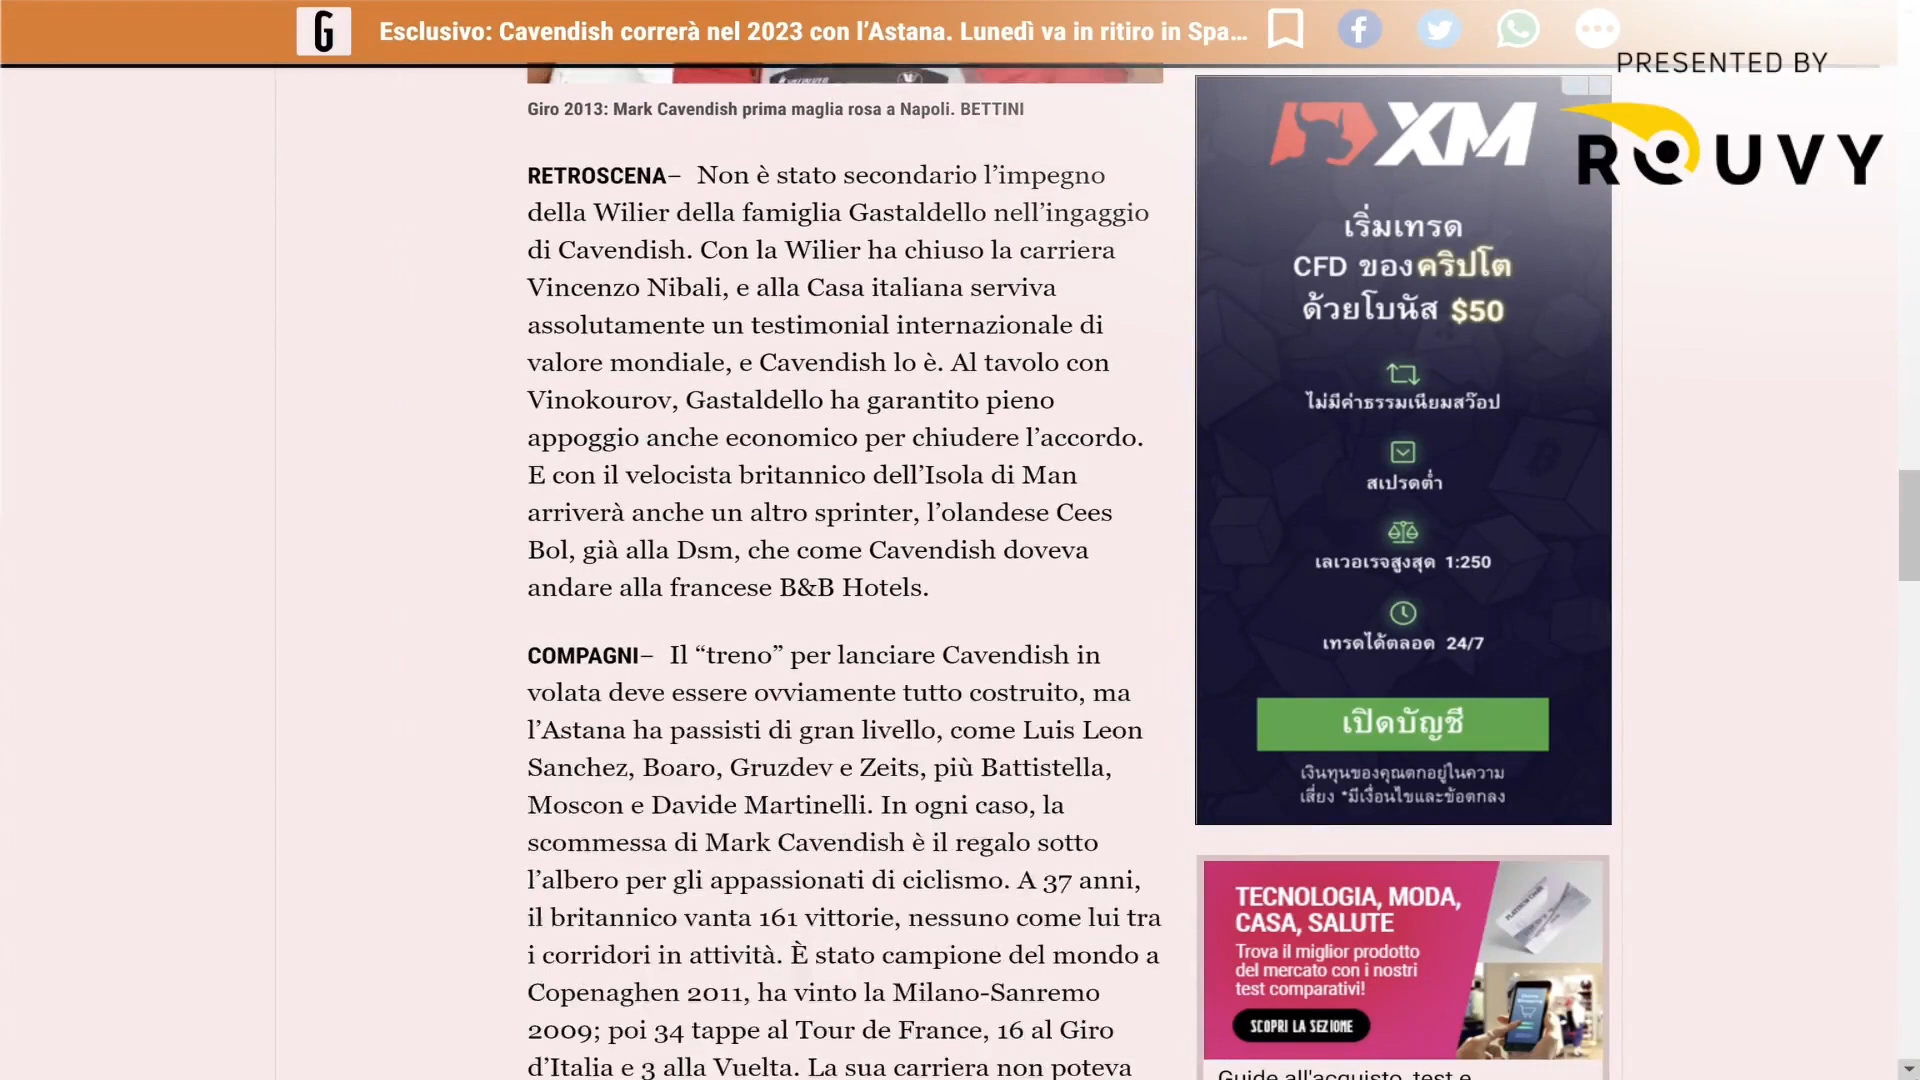 G
Esclusivo: Cavendish correrà nel 2023 con l’Astana. Lunedì va in ritiro in Spa...
PRESENTED BY
ROUVY
Giro 2013: Mark Cavendish prima maglia rosa a Napoli. BETTINI
RETROSCENA– Non è stato secondario l’impegno
della Wilier della famiglia Gastaldello nell’ingaggio
di Cavendish. Con la Wilier ha chiuso la carriera
Vincenzo Nibali, e alla Casa italiana serviva
assolutamente un testimonial internazionale di
valore mondiale, e Cavendish lo è. Al tavolo con
Vinokourov, Gastaldello ha garantito pieno
appoggio anche economico per chiudere l’accordo.
E con il velocista britannico dell’Isola di Man
arriverà anche un altro sprinter, l’olandese Cees
Bol, già alla Dsm, che come Cavendish doveva
andare alla francese B&B Hotels.
COMPAGNI– Il “treno” per lanciare Cavendish in
volata deve essere ovviamente tutto costruito, ma
l’Astana ha passisti di gran livello, come Luis Leon
Sanchez, Boaro, Gruzdev e Zeits, più Battistella,
Moscon e Davide Martinelli. In ogni caso, la
scommessa di Mark Cavendish è il regalo sotto
l’albero per gli appassionati di ciclismo. A 37 anni,
il britannico vanta 161 vittorie, nessuno come lui tra
i corridori in attività. È stato campione del mondo a
Copenaghen 2011, ha vinto la Milano-Sanremo
2009; poi 34 tappe al Tour de France, 16 al Giro
d’Italia e 3 alla Vuelta. La sua carriera non poteva
XM
เริ่มเทรด
CFD ของคริปโต
ด้วยโบนัส $50
ไม่มีค่าธรรมเนียมสว๊อป
สเปรดต่ำ
เลเวอเรจสูงสุด 1:250
เทรดได้ตลอด 24/7
เปิดบัญชี
เงินทุนของคุณตกอยู่ในความ
เสี่ยง *มีเงื่อนไขและข้อตกลง
TECNOLOGIA, MODA,
CASA, SALUTE
Trova il miglior prodotto
del mercato con i nostri
test comparativi!
SCOPRI LA SEZIONE
Guide all'acquisto, test e